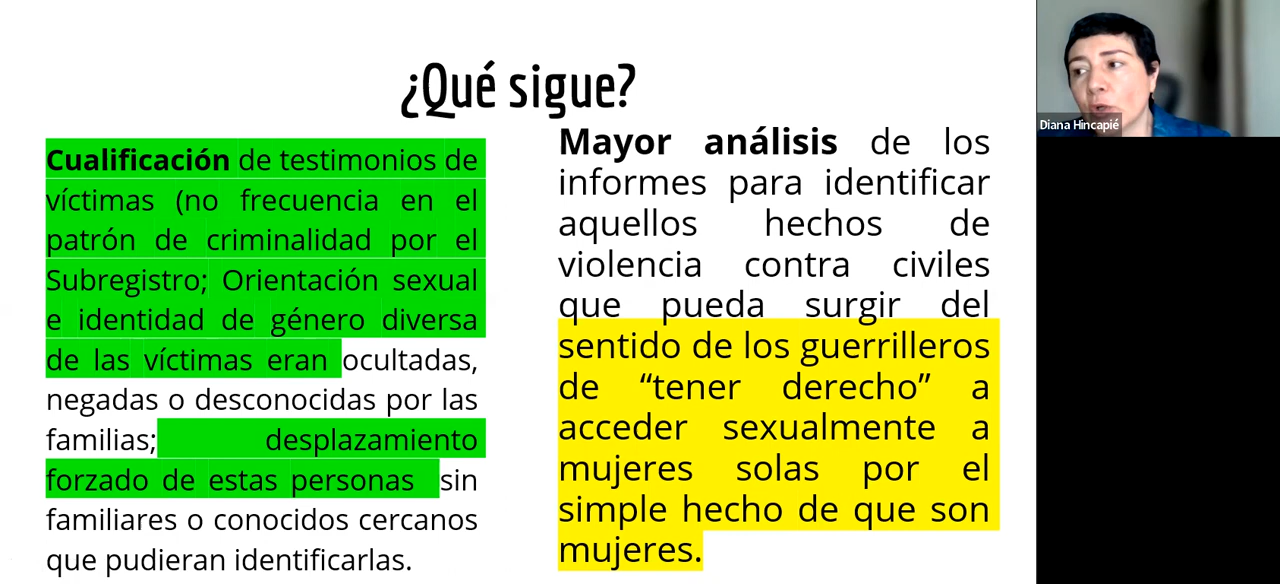 ¿Qué sigue?
Cualificación de testimonios de
víctimas (no frecuencia en el
patrón de criminalidad por el
Subregistro; Orientación sexual
e identidad de género diversa
de las víctimas eran ocultadas,
negadas o desconocidas por las
familias; desplazamiento
forzado de estas personas sin
familiares o conocidos cercanos
que pudieran identificarlas.
Mayor análisis de los
informes para identificar
aquellos hechos de
violencia contra civiles
que pueda surgir del
sentido de los guerrilleros
de “tener derecho” a
acceder sexualmente a
mujeres solas por el
simple hecho de que son
mujeres.
Diana Hincapié